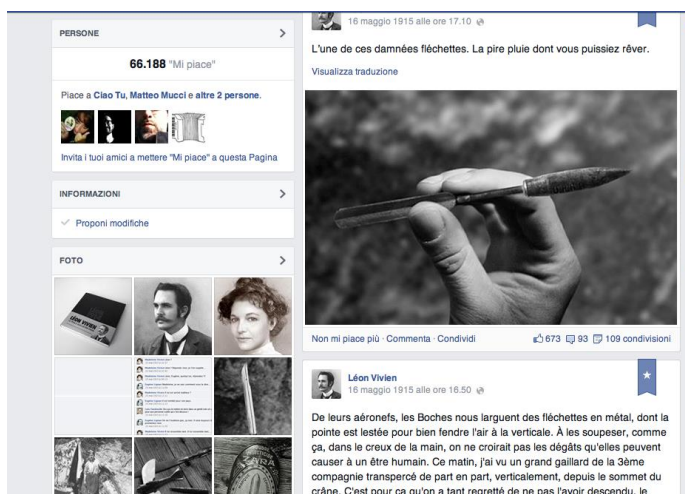 PERSONE
66.188 "Mi piace"
Piace a Ciao Tu, Matteo Mucci e altre 2 persone.
Invita i tuoi amici a mettere "Mi piace" a questa Pagina
INFORMAZIONI
Proponi modifiche
FOTO
LÉON VIVIEN
16 maggio 1915 alle ore 17.10
L'une de ces damnées fléchettes. La pire pluie dont vous puissiez rêver.
Visualizza traduzione
Non mi piace più · Commenta · Condividi
673 93 109 condivisioni
Léon Vivien
16 maggio 1915 alle ore 16.50
De leurs aéronefs, les Boches nous larguent des fléchettes en métal, dont la
pointe est lestée pour bien fendre l'air à la verticale. À les soupeser, comme
ça, dans le creux de la main, on ne croirait pas les dégâts qu'elles peuvent
causer à un être humain. Ce matin, j'ai vu un grand gaillard de la 3ème
compagnie transpercé de part en part, verticalement, depuis le sommet du
crâne. C'est pour ça qu'on a tant regretté de ne pas l'avoir descendu, le